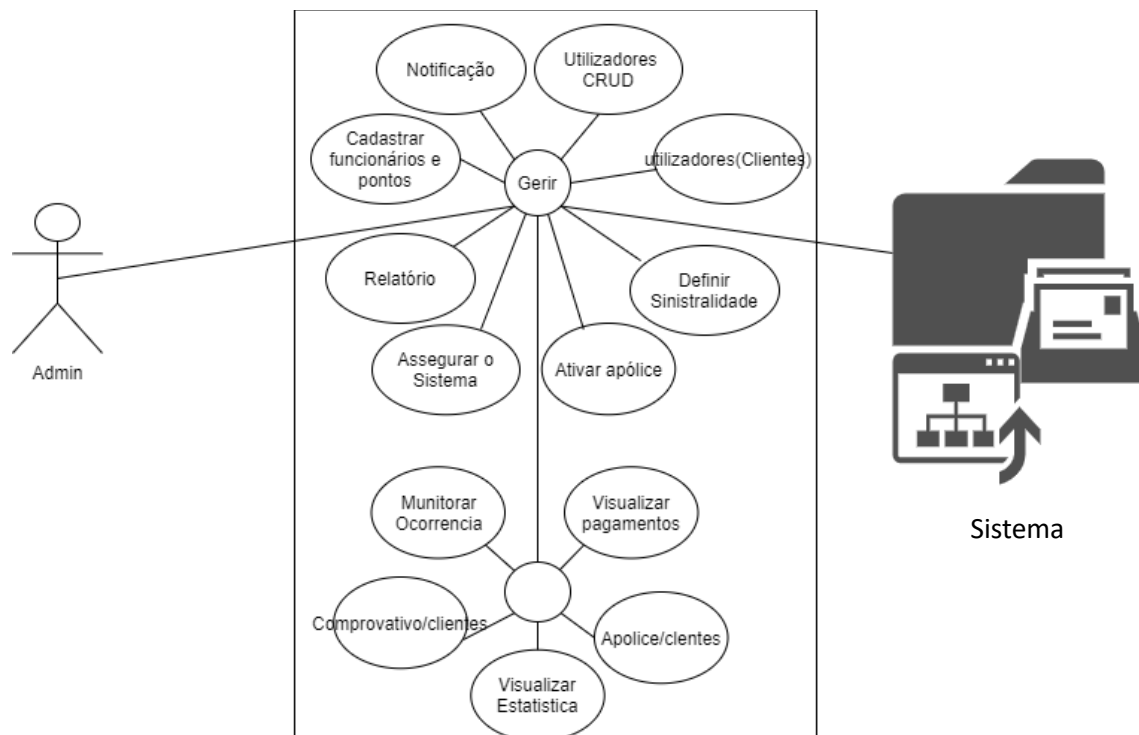 Notificação
Utilizadores
CRUD
Cadastrar
funcionários e
pontos
Gerir
utilizadores(Clientes)
Relatório
Definir
Sinistralidade
Admin
Assegurar o
Sistema
Ativar apólice
Munitorar
Ocorrencia
Visualizar
pagamentos
Sistema
Comprovativo/clientes
Apolice/clentes
Visualizar
Estatistica